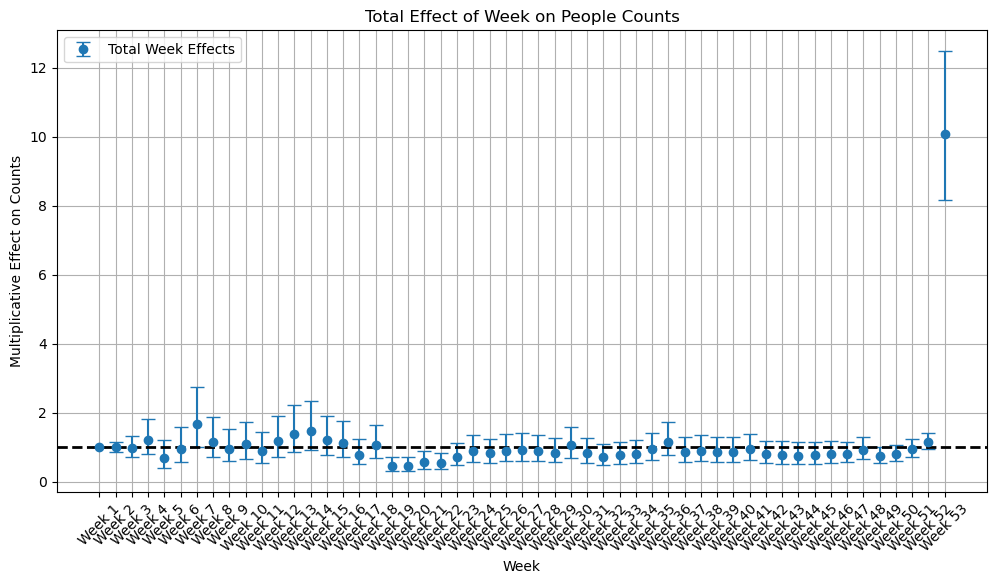 Total Effect of Week on People Counts
Total Week Effects
Multiplicative Effect on Counts
12
10
8
6
4
2
0
Week 1
Week 2
Week 3
Week 4
Week 5
Week 6
Week 7
Week 8
Week 9
Week 10
Week 11
Week 12
Week 13
Week 14
Week 15
Week 16
Week 17
Week 18
Week 19
Week 20
Week 21
Week 22
Week 23
Week 24
Week 25
Week 26
Week 27
Week 28
Week 29
Week 30
Week 31
Week 32
Week 33
Week 34
Week 35
Week 36
Week 37
Week 38
Week 39
Week 40
Week 41
Week 42
Week 43
Week 44
Week 45
Week 46
Week 47
Week 48
Week 49
Week 50
Week 51
Week 52
Week 53
Week